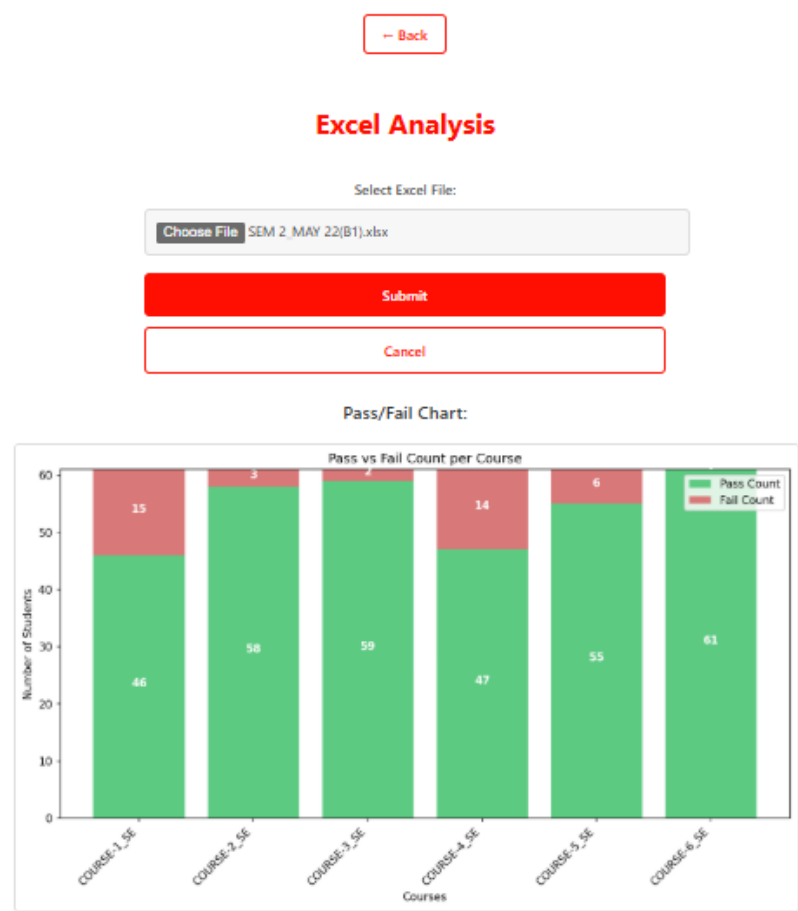 ← Back
Excel Analysis
Select Excel File:
Choose File SEM 2_MAY 22(B1).xlsx
Submit
Cancel
Pass/Fail Chart:
Pass vs Fail Count per Course
Pass Count
Fail Count
Number of Students
60
50
40
30
20
10
0
15
3
2
14
6
46
58
59
47
55
61
COURSE-1_SE
COURSE-2_SE
COURSE-3_SE
COURSE-4_SE
COURSE-5_SE
COURSE-6_SE
Courses